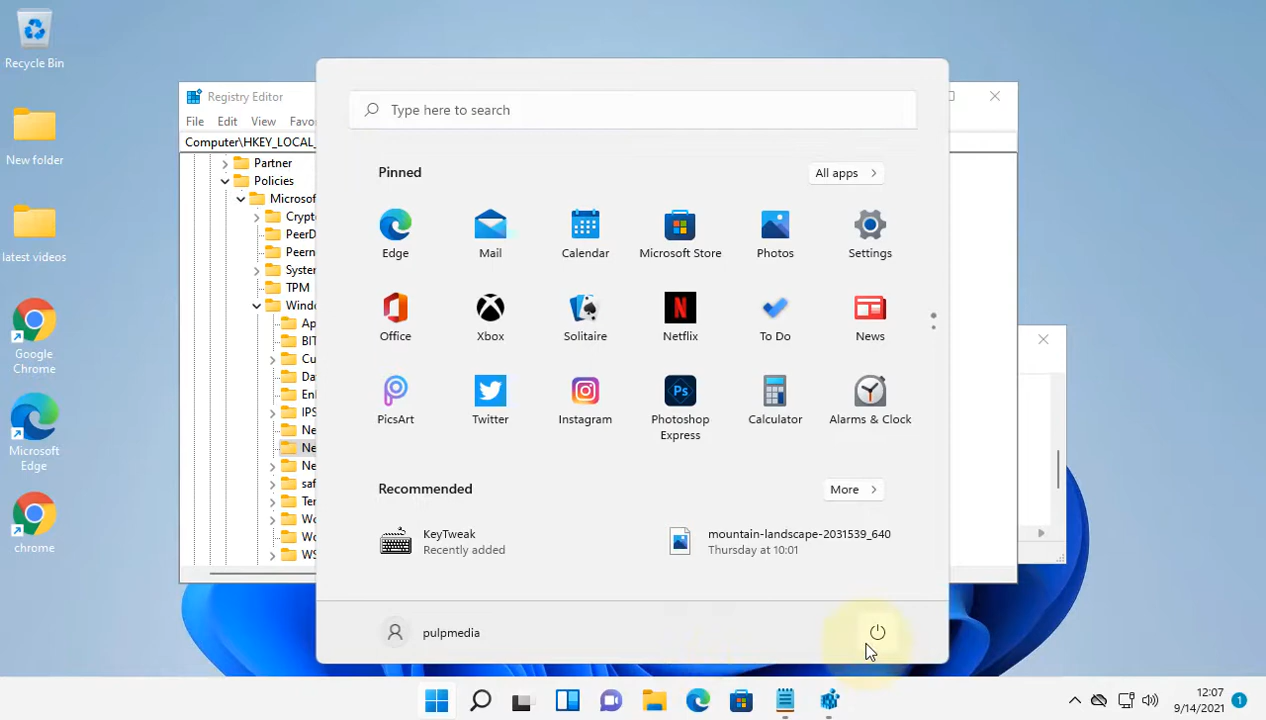 Recycle Bin
New folder
latest videos
Google
Chrome
Microsoft
Edge
chrome
Registry Editor
File Edit View
Computer\HKEY_LOCAL_
Partner
Policies
TPM
Type here to search
Pinned
All apps
Edge
Mail
Calendar
Microsoft Store
Photos
Settings
Office
Xbox
Solitaire
Netflix
To Do
News
PicsArt
Twitter
Instagram
Ps
Photoshop
Express
Calculator
Alarms & Clock
Recommended
More
KeyTweak
Recently added
mountain-landscape-2031539_640
Thursday at 10:01
pulpmedia
12:07
9/14/2021
1